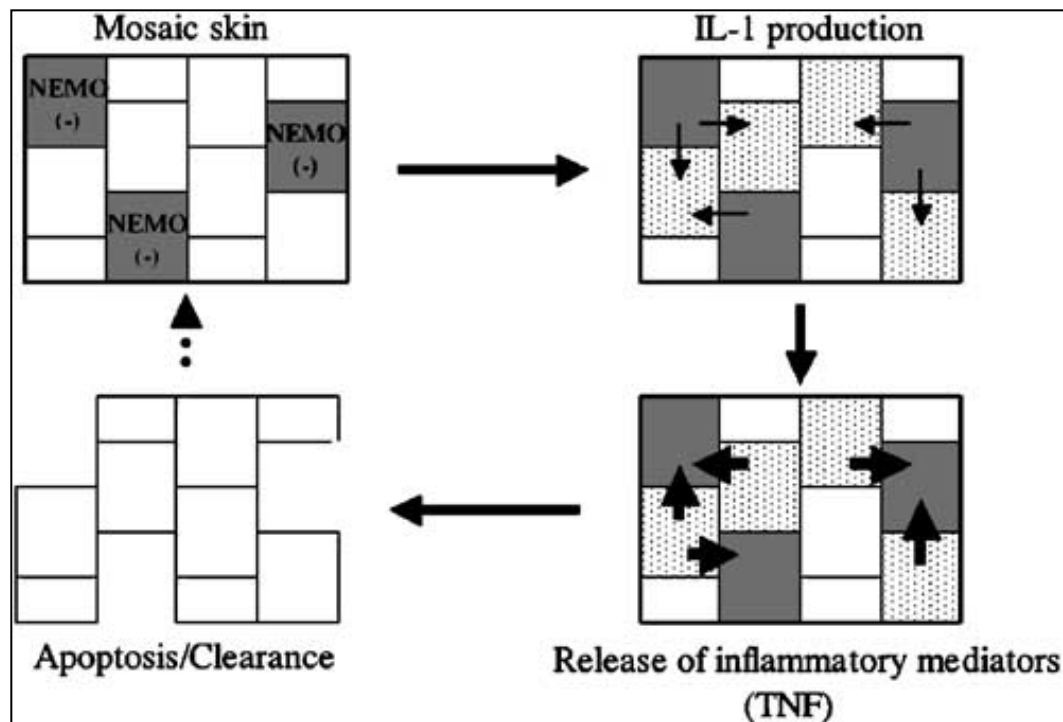 Mosaic skin
IL-1 production
NEMO
(-)
NEMO
(-)
NEMO
(-)
Apoptosis/Clearance
Release of inflammatory mediators
(TNF)